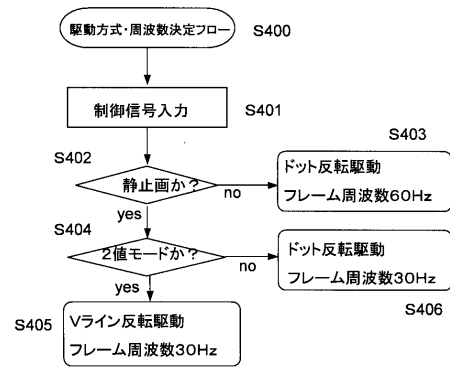 駆動方式・周波数決定フロー
S400
制御信号入力
S401
S402
静止画か?
no
yes
S403
ドット反転駆動
フレーム周波数60Hz
S404
2値モードか?
no
yes
ドット反転駆動
フレーム周波数30Hz
S406
S405
Vライン反転駆動
フレーム周波数30Hz